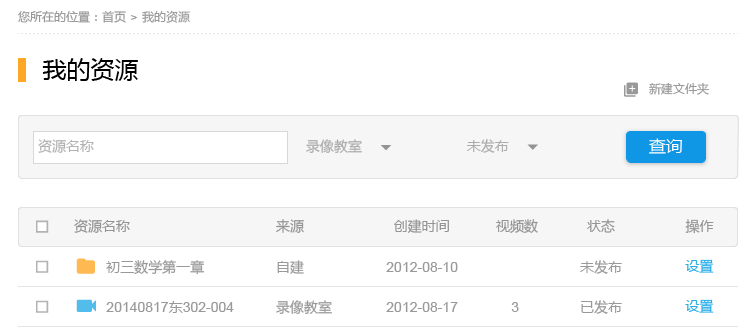 您所在的位置：首页 > 我的资源
我的资源
新建文件夹
资源名称 录像教室 未发布 查询
资源名称 来源 创建时间 视频数 状态 操作
初三数学第一章 自建 2012-08-10 未发布 设置
20140817东302-004 录像教室 2012-08-17 3 已发布 设置